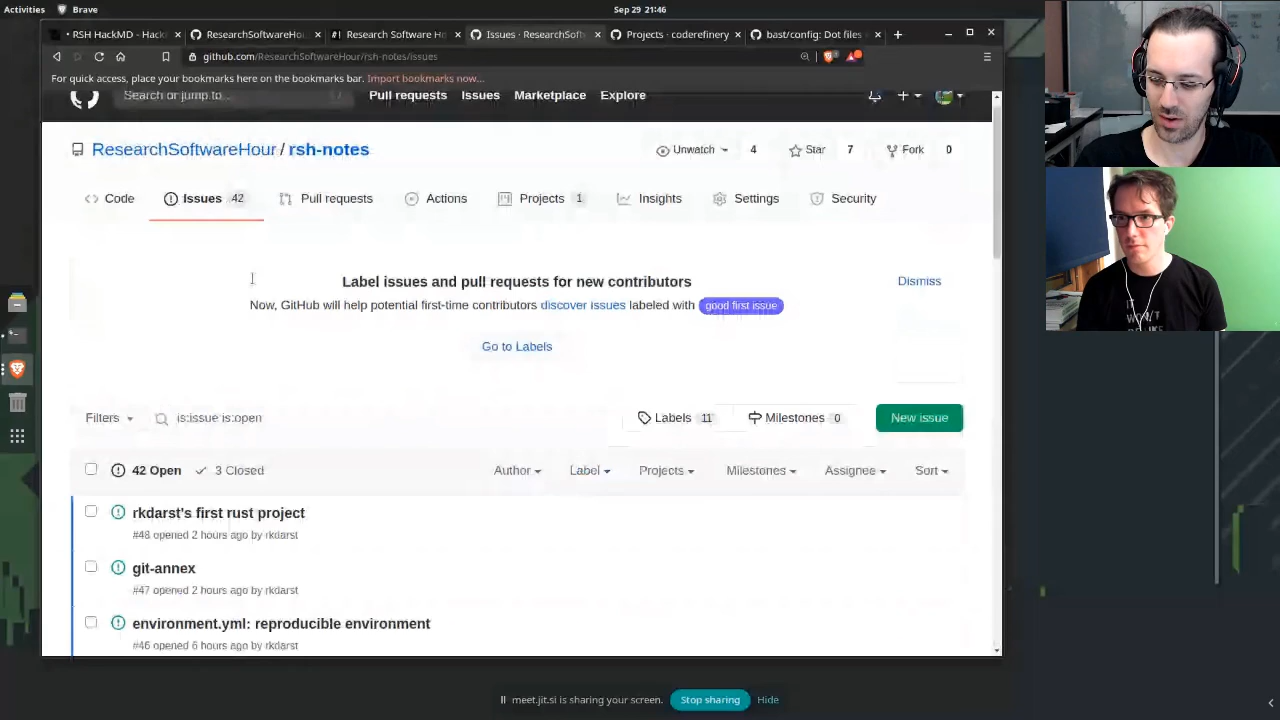 Activities Brave Sep 29 21:46
RSH HackMD - Hack ResearchSoftwareHou Research Software Ho Issues · ResearchSoftw Projects · coderefinery bast/config: Dot files
github.com/ResearchSoftwareHour/rsh-notes/issues
For quick access, place your bookmarks here on the bookmarks bar. Import bookmarks now...
Search or jump to... Pull requests Issues Marketplace Explore
ResearchSoftwareHour / rsh-notes Unwatch 4 Star 7 Fork 0
Code Issues 42 Pull requests Actions Projects 1 Insights Settings Security
Label issues and pull requests for new contributors Dismiss
Now, GitHub will help potential first-time contributors discover issues labeled with good first issue
Go to Labels
Filters is:issue is:open Labels 11 Milestones 0 New issue
42 Open 3 Closed Author Label Projects Milestones Assignee Sort
rkdarst's first rust project
#48 opened 2 hours ago by rkdarst
git-annex
#47 opened 2 hours ago by rkdarst
environment.yml: reproducible environment
#46 opened 6 hours ago by rkdarst
meet.jit.si is sharing your screen. Stop sharing Hide
IT
WON'T